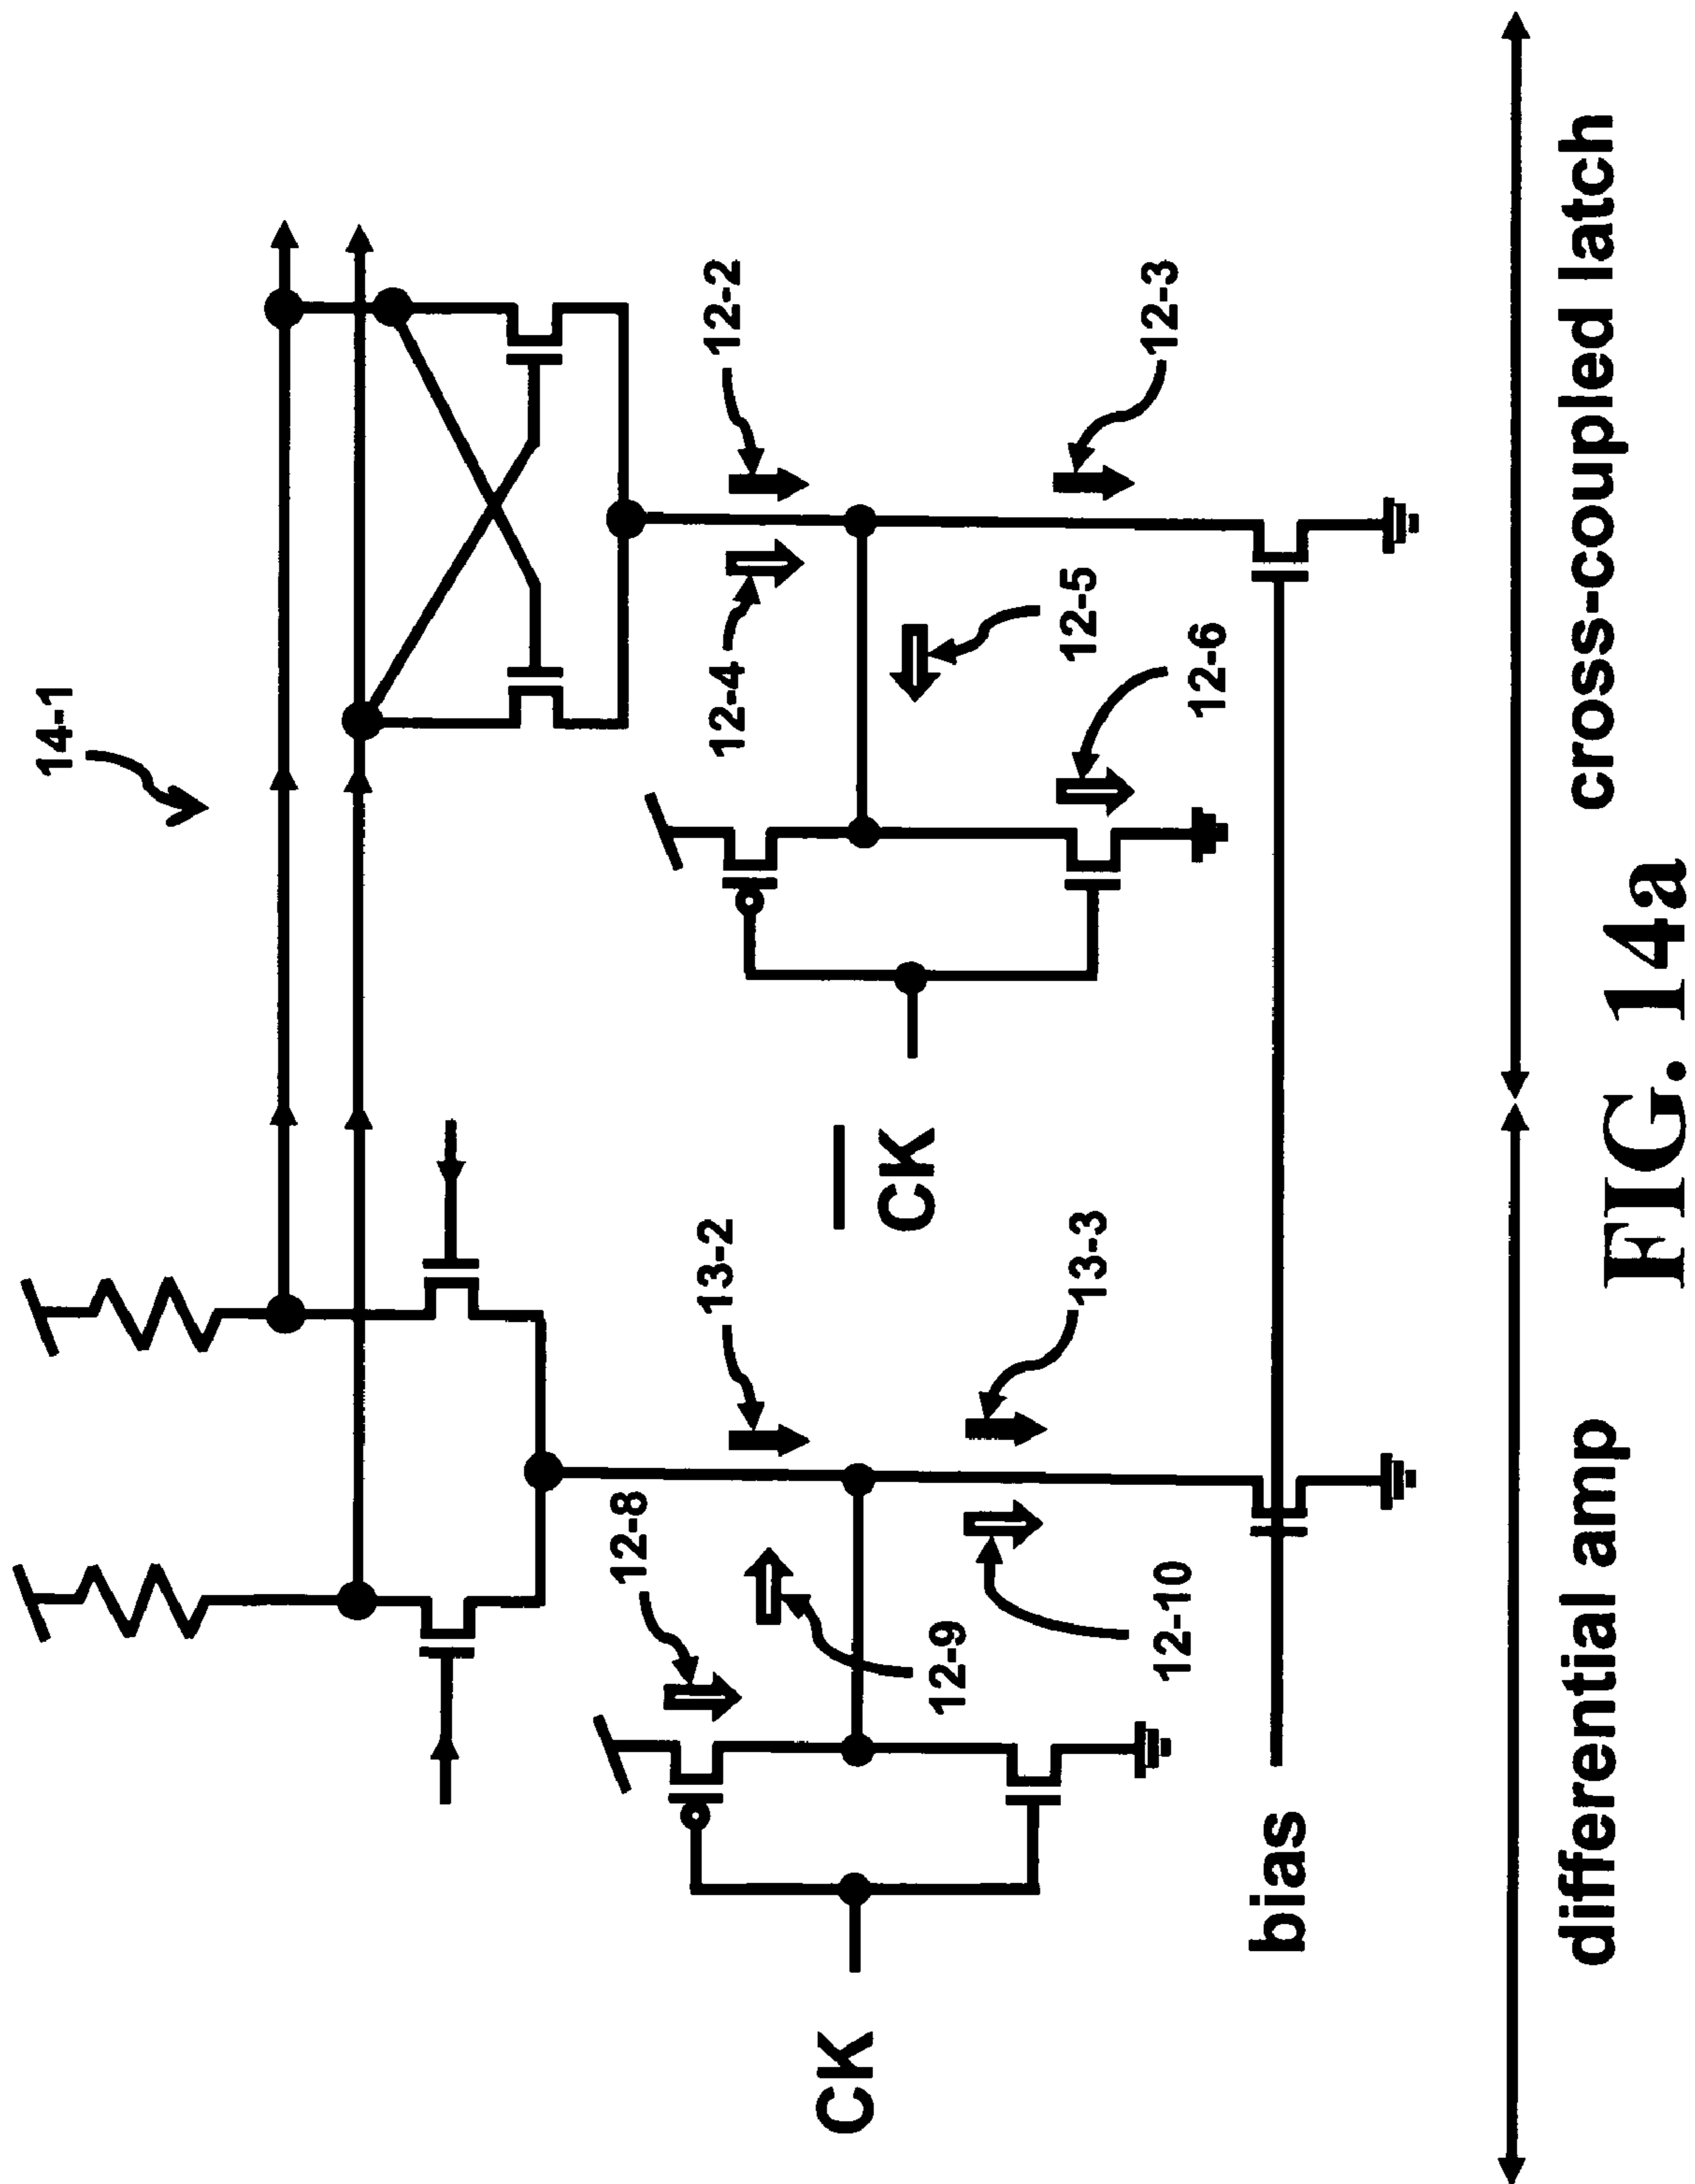 14-1
12-2
12-4
12-3
12-5
12-6
13-2
CK
12-8
13-3
12-9
12-10
CK
bias
differential amp
cross-coupled latch
FIG. 14a